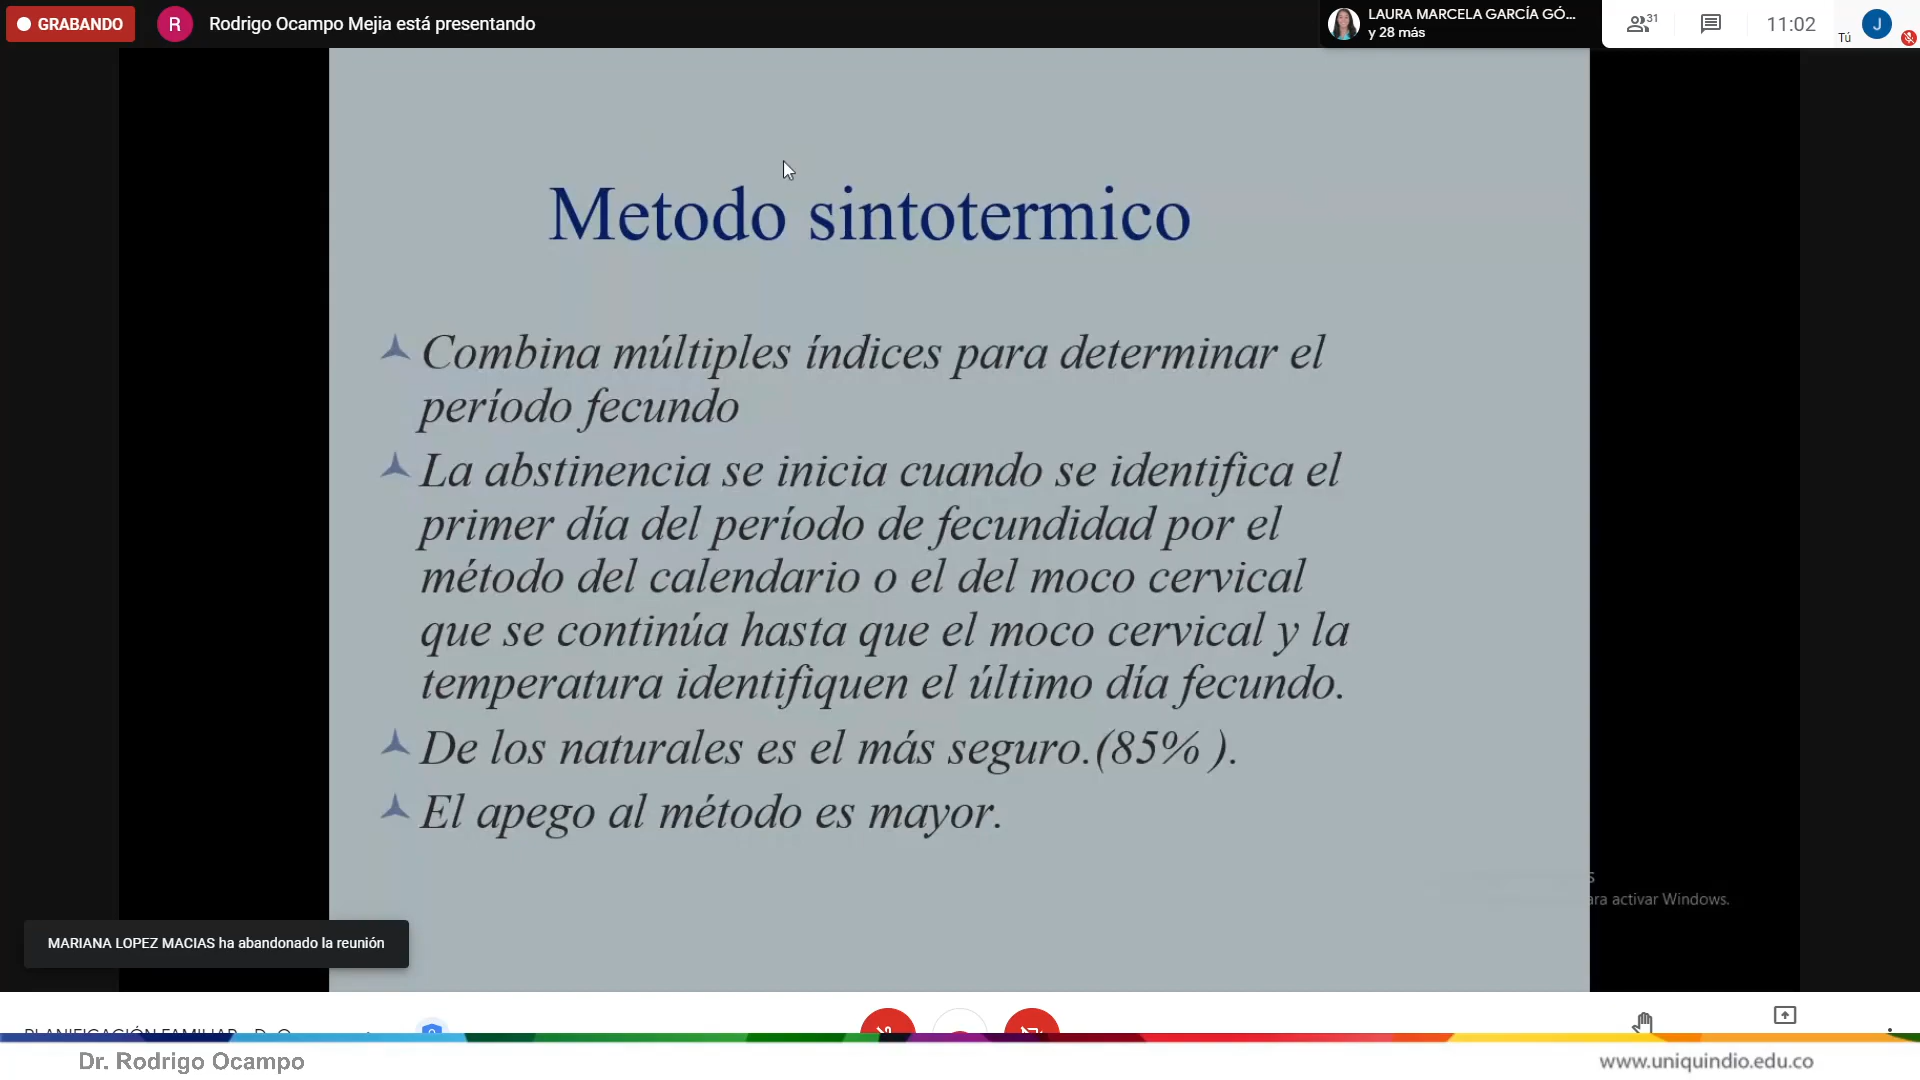 GRABANDO
R
Rodrigo Ocampo Mejia está presentando
LAURA MARCELA GARCÍA GÓ...
y 28 más
31
11:02
Tú
J
Metodo sintotermico
Combina múltiples índices para determinar el
período fecundo
La abstinencia se inicia cuando se identifica el
primer día del período de fecundidad por el
método del calendario o el del moco cervical
que se continúa hasta que el moco cervical y la
temperatura identifiquen el último día fecundo.
De los naturales es el más seguro.(85% ).
El apego al método es mayor.
activar Windows.
MARIANA LOPEZ MACIAS ha abandonado la reunión
PLANIFICACIÓN FAMILIAR
Dr. Rodrigo Ocampo
www.uniquindio.edu.co